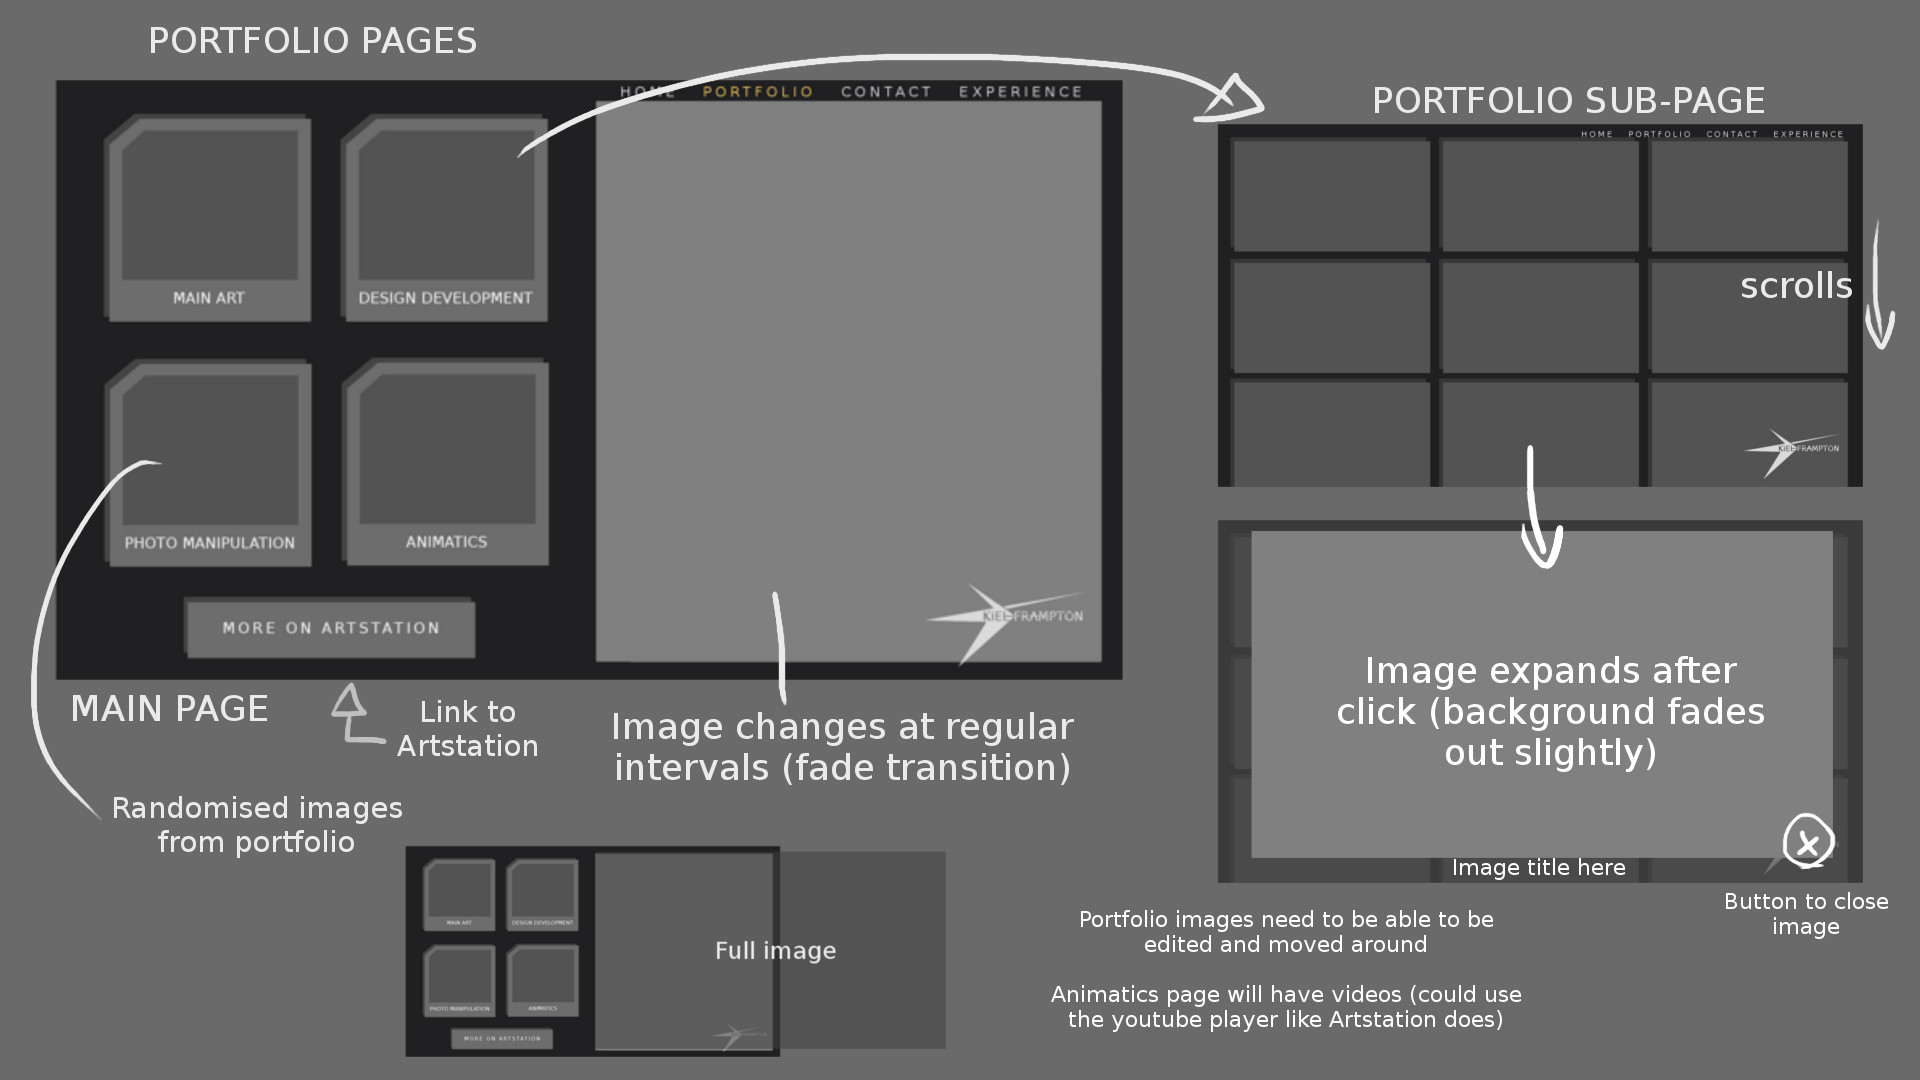 PORTFOLIO PAGES
HOME PORTFOLIO CONTACT EXPERIENCE
MAIN ART
DESIGN DEVELOPMENT
PHOTO MANIPULATION
ANIMATICS
MORE ON ARTSTATION
KIEL FRAMPTON
MAIN PAGE
Link to
Artstation
Image changes at regular
intervals (fade transition)
Randomised images
from portfolio
MAIN ART
DESIGN DEVELOPMENT
PHOTO MANIPULATION
ANIMATICS
MORE ON ARTSTATION
Full image
PORTFOLIO SUB-PAGE
HOME PORTFOLIO CONTACT EXPERIENCE
scrolls
KIEL FRAMPTON
Image expands after
click (background fades
out slightly)
X
Image title here
Button to close
image
Portfolio images need to be able to be
edited and moved around
Animatics page will have videos (could use
the youtube player like Artstation does)